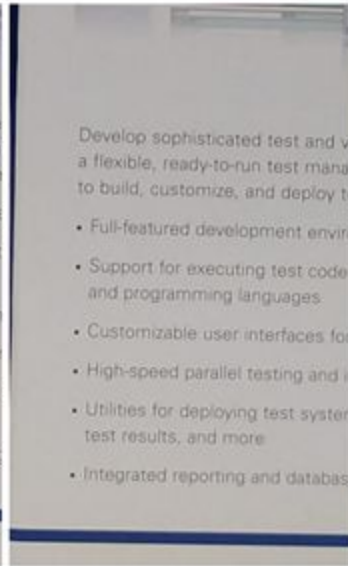 Develop sophisticated test and v
a flexible, ready-to-run test mana
to build, customize, and deploy t
• Full-featured development envir
• Support for executing test code
and programming languages
• Customizable user interfaces for
• High-speed parallel testing and i
• Utilities for deploying test system
test results, and more
• Integrated reporting and databas